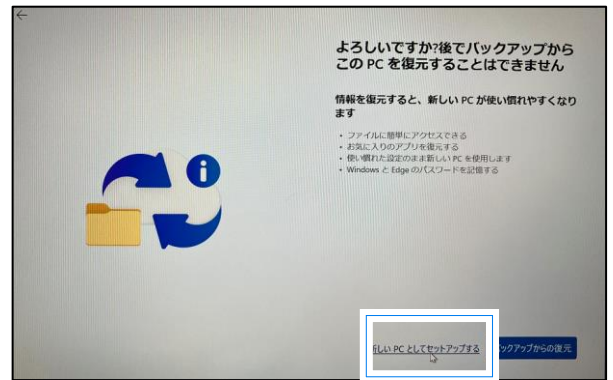 よろしいですか?後でバックアップから
この PC を復元することはできません
情報を復元すると、新しい PC が使い慣れやすくなり
ます
• ファイルに簡単にアクセスできる
• お気に入りのアプリを復元する
• 使い慣れた設定のまま新しい PC を使用します
• Windows と Edge のパスワードを記憶する
新しい PC としてセットアップする
バックアップからの復元